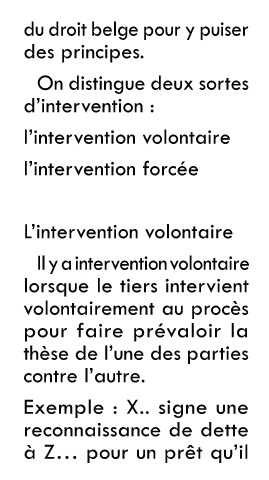 du droit belge pour y puiser
des principes.
On distingue deux sortes
d'intervention :
l'intervention volontaire
l'intervention forcée
L'intervention volontaire
Il y a intervention volontaire
lorsque le tiers intervient
volontairement au procès
pour faire prévaloir la
thèse de l'une des parties
contre l'autre.
Exemple : X.. signe une
reconnaissance de dette
à Z... pour un prêt qu'il